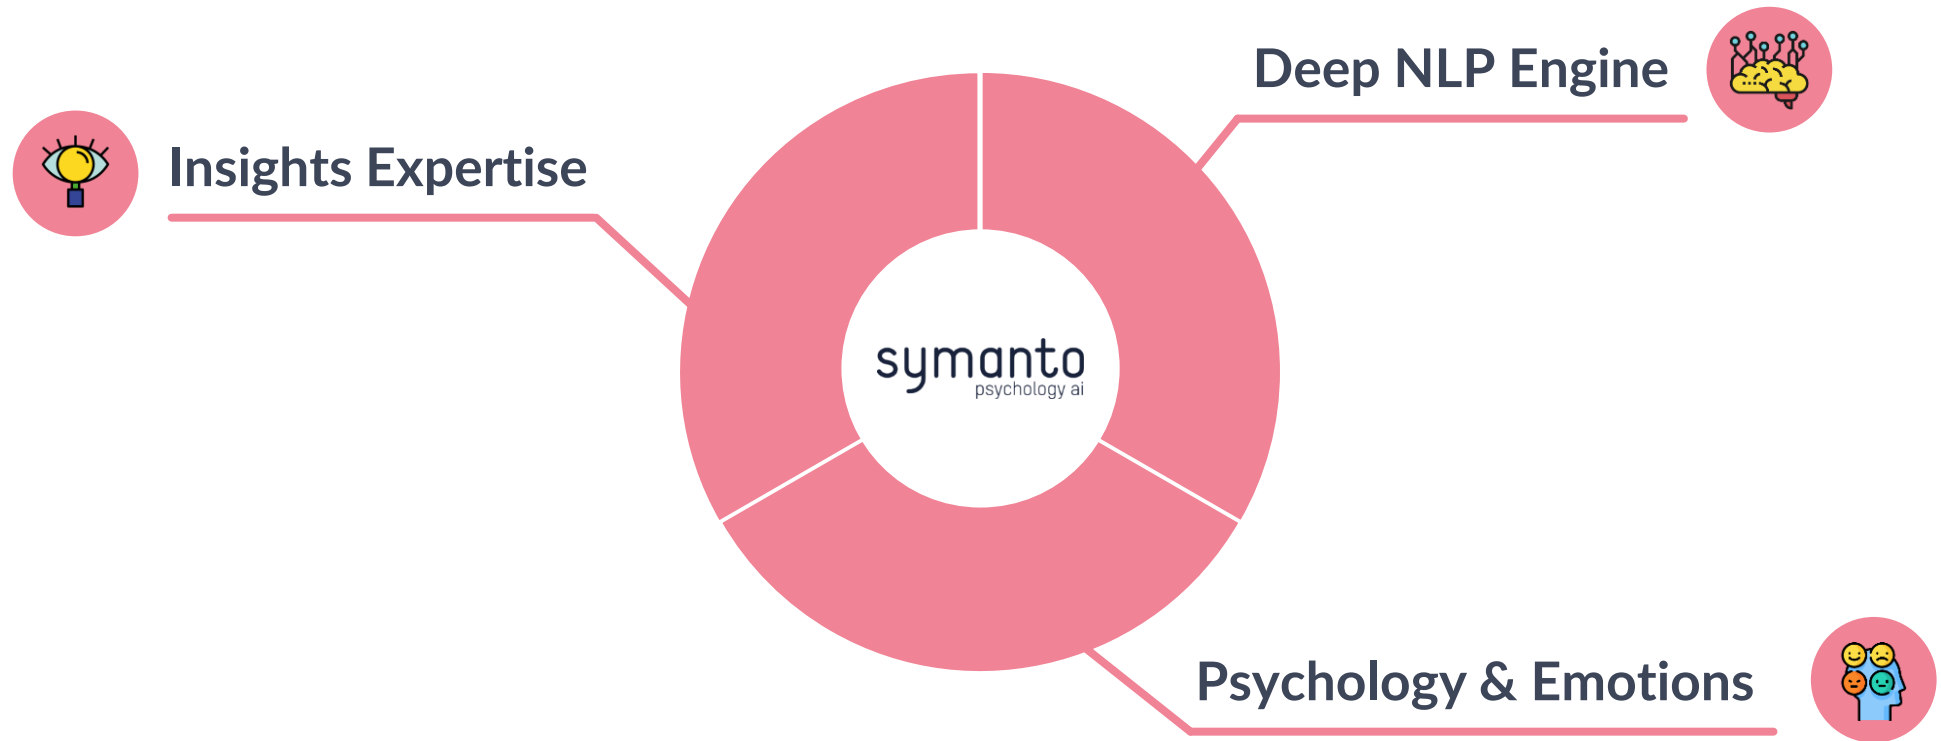 Deep NLP Engine
Insights Expertise
symanto
psychology ai
Psychology & Emotions